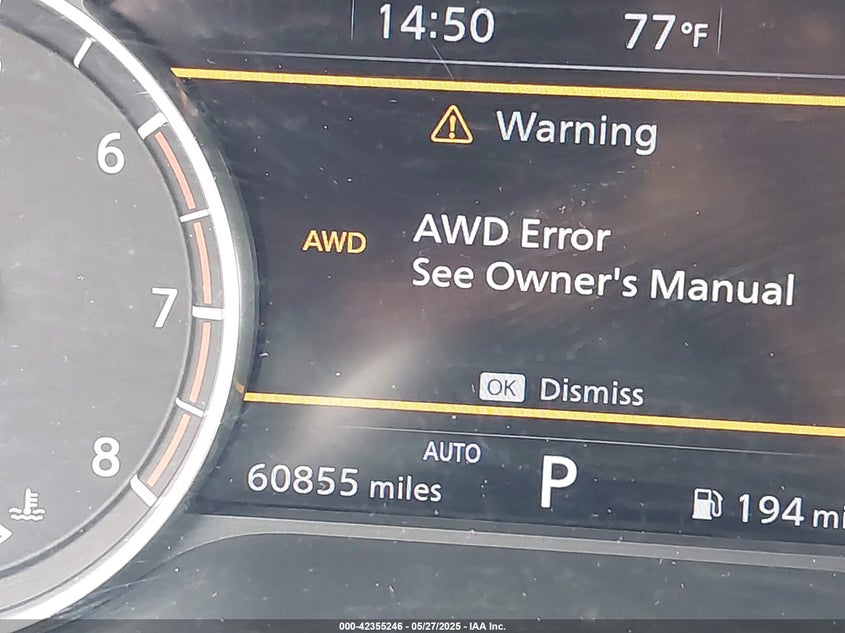 14:50 77°F
Warning
6
AWD AWD Error
See Owner's Manual
7
OK Dismiss
8
AUTO
60855 miles P 194 mi
000-42355246 - 05/27/2025 - IAA Inc.